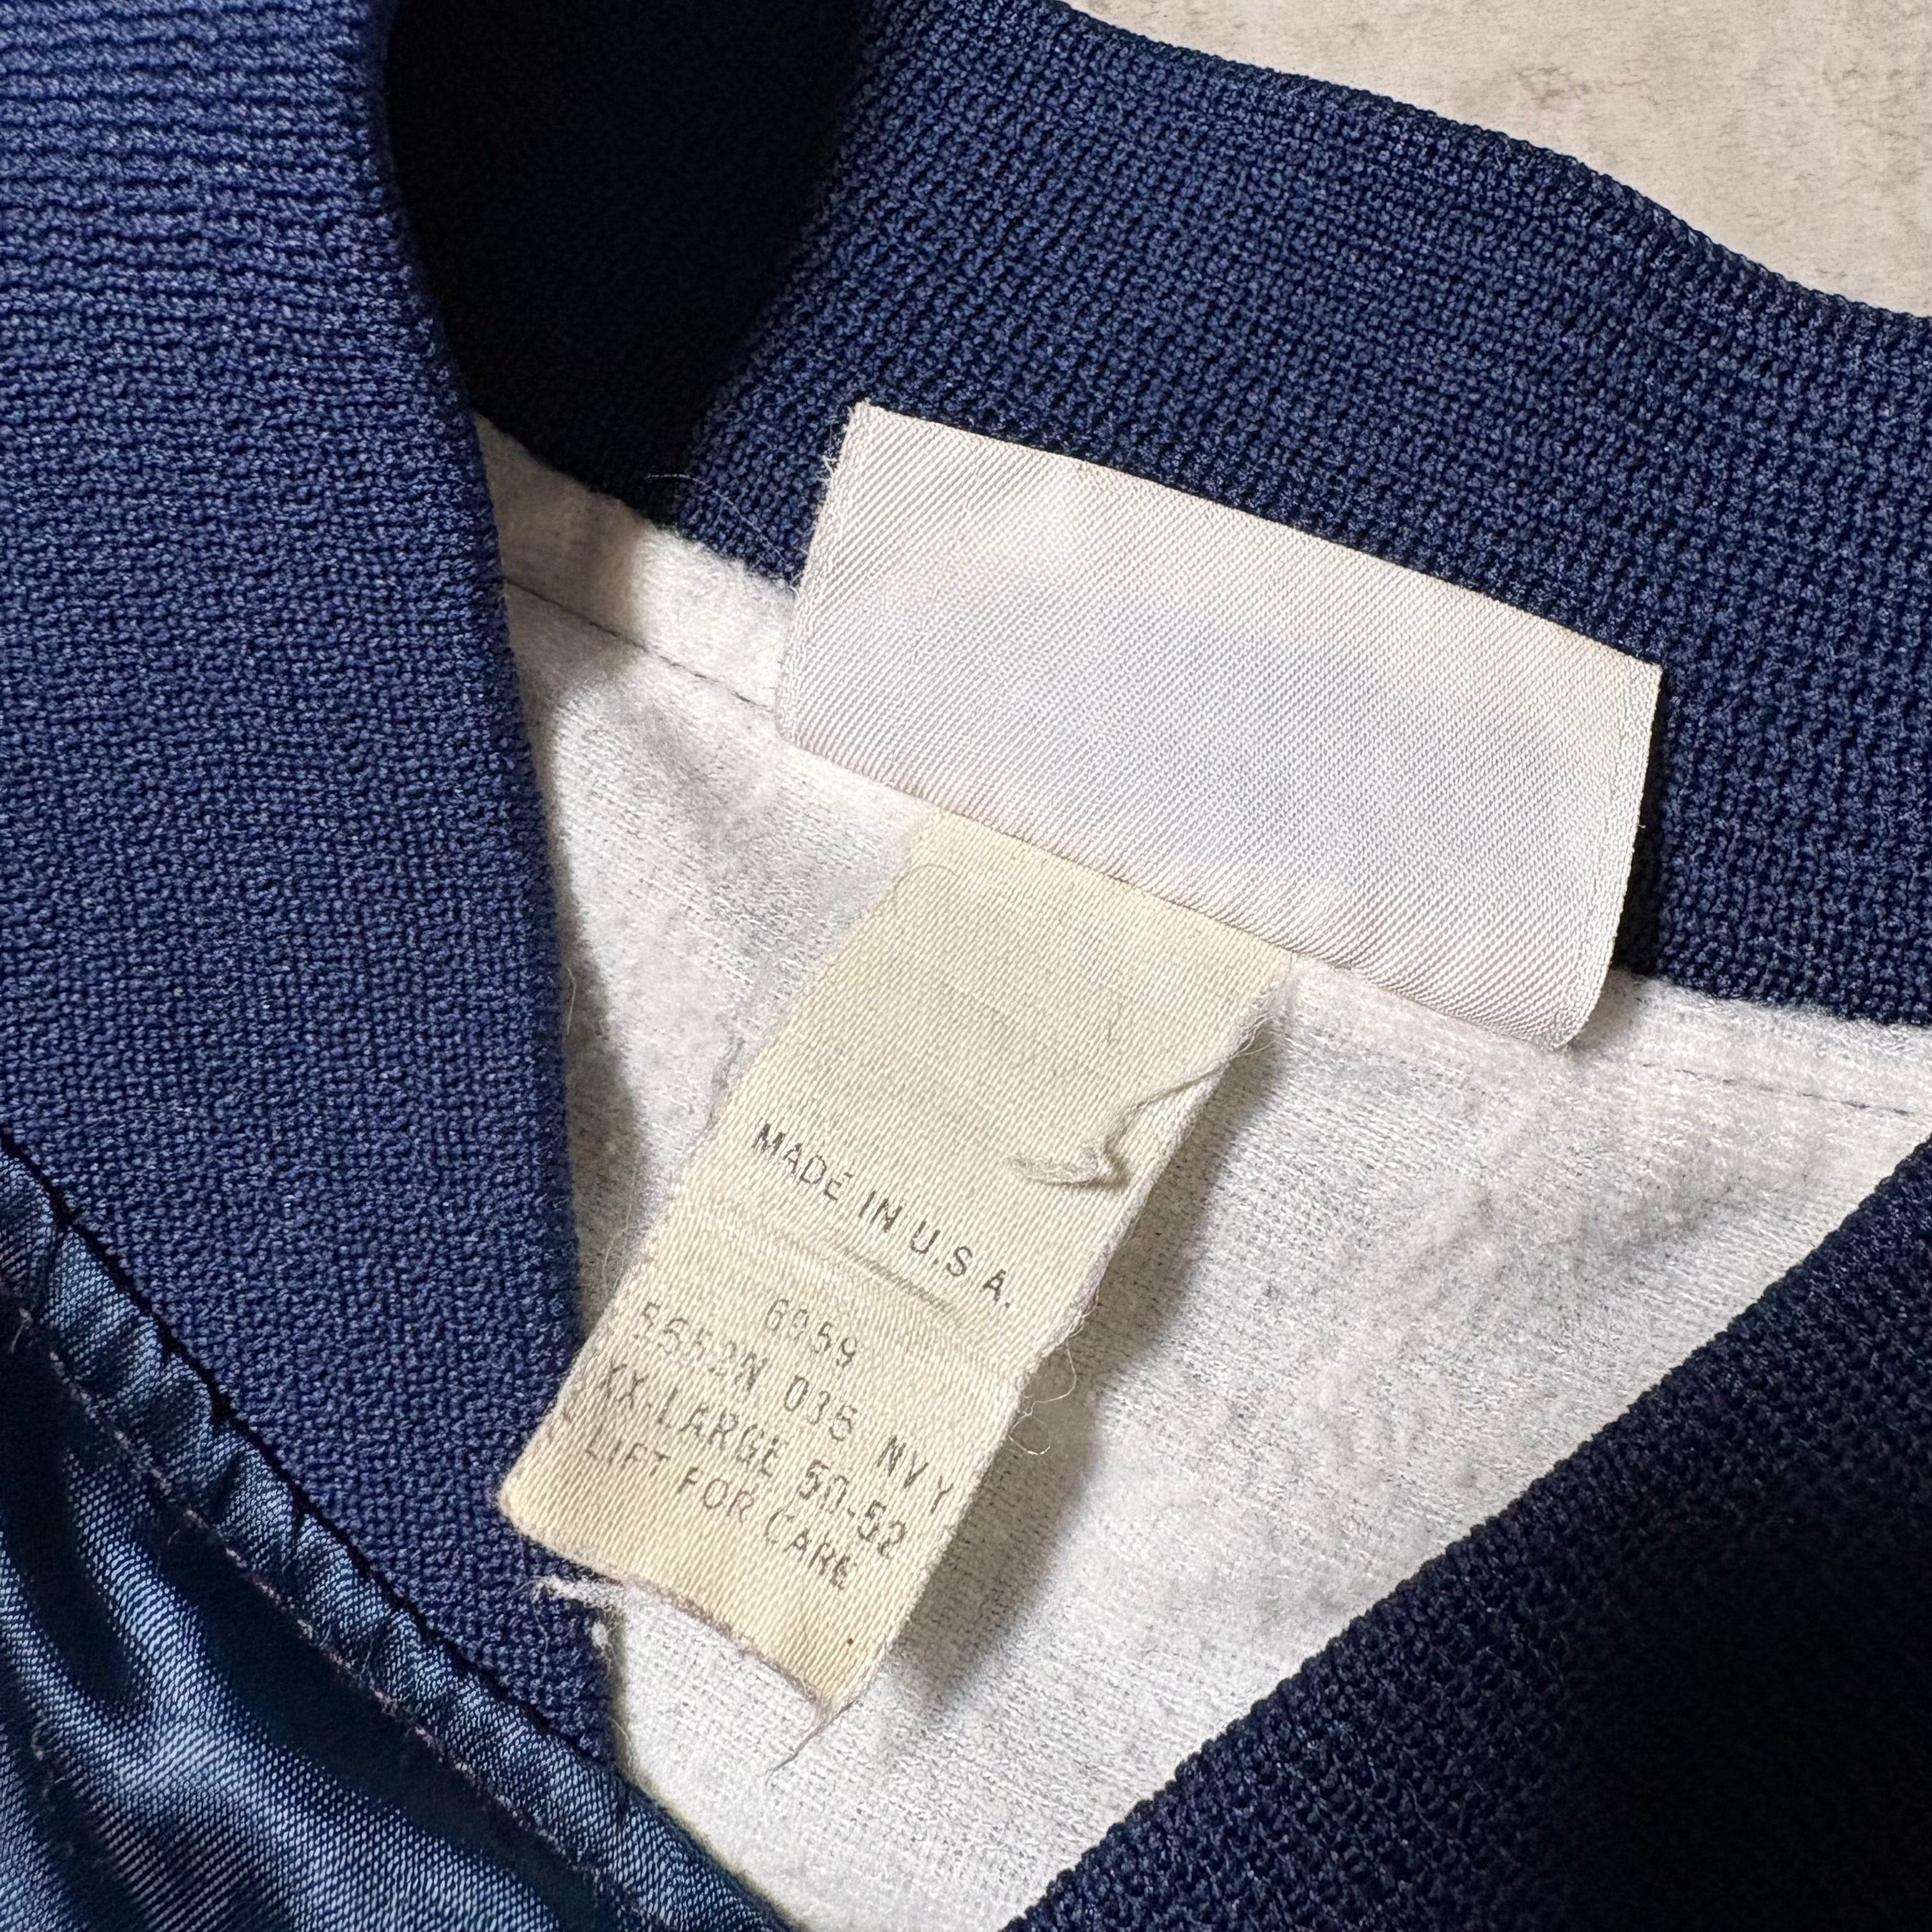 MADE IN U.S.A.
6959
5552N 035 NVY
XX-LARGE 50-52
LIFT FOR CARE